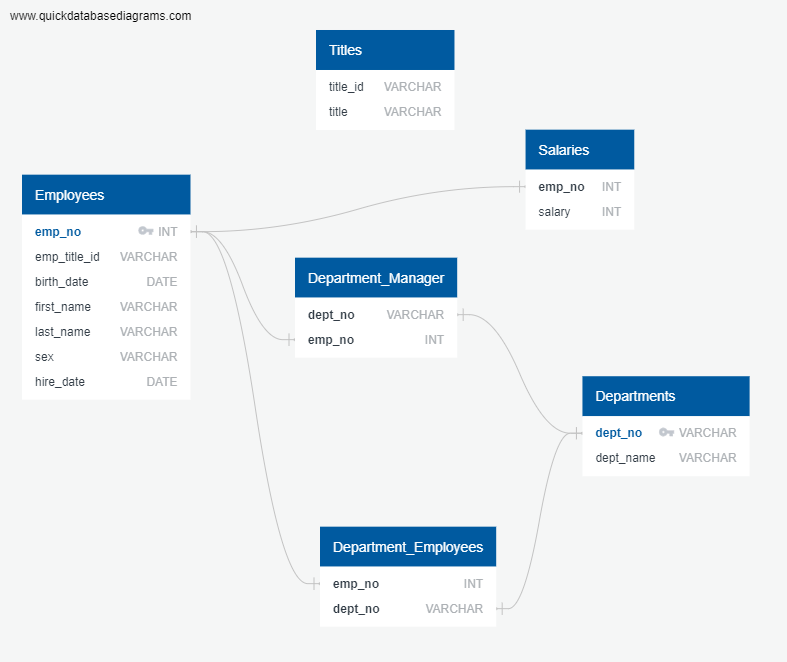 www.quickdatabasediagrams.com
Titles
title_id VARCHAR
title VARCHAR
Salaries
emp_no INT
salary INT
Employees
emp_no INT
emp_title_id VARCHAR
birth_date DATE
first_name VARCHAR
last_name VARCHAR
sex VARCHAR
hire_date DATE
Department_Manager
dept_no VARCHAR
emp_no INT
Departments
dept_no VARCHAR
dept_name VARCHAR
Department_Employees
emp_no INT
dept_no VARCHAR